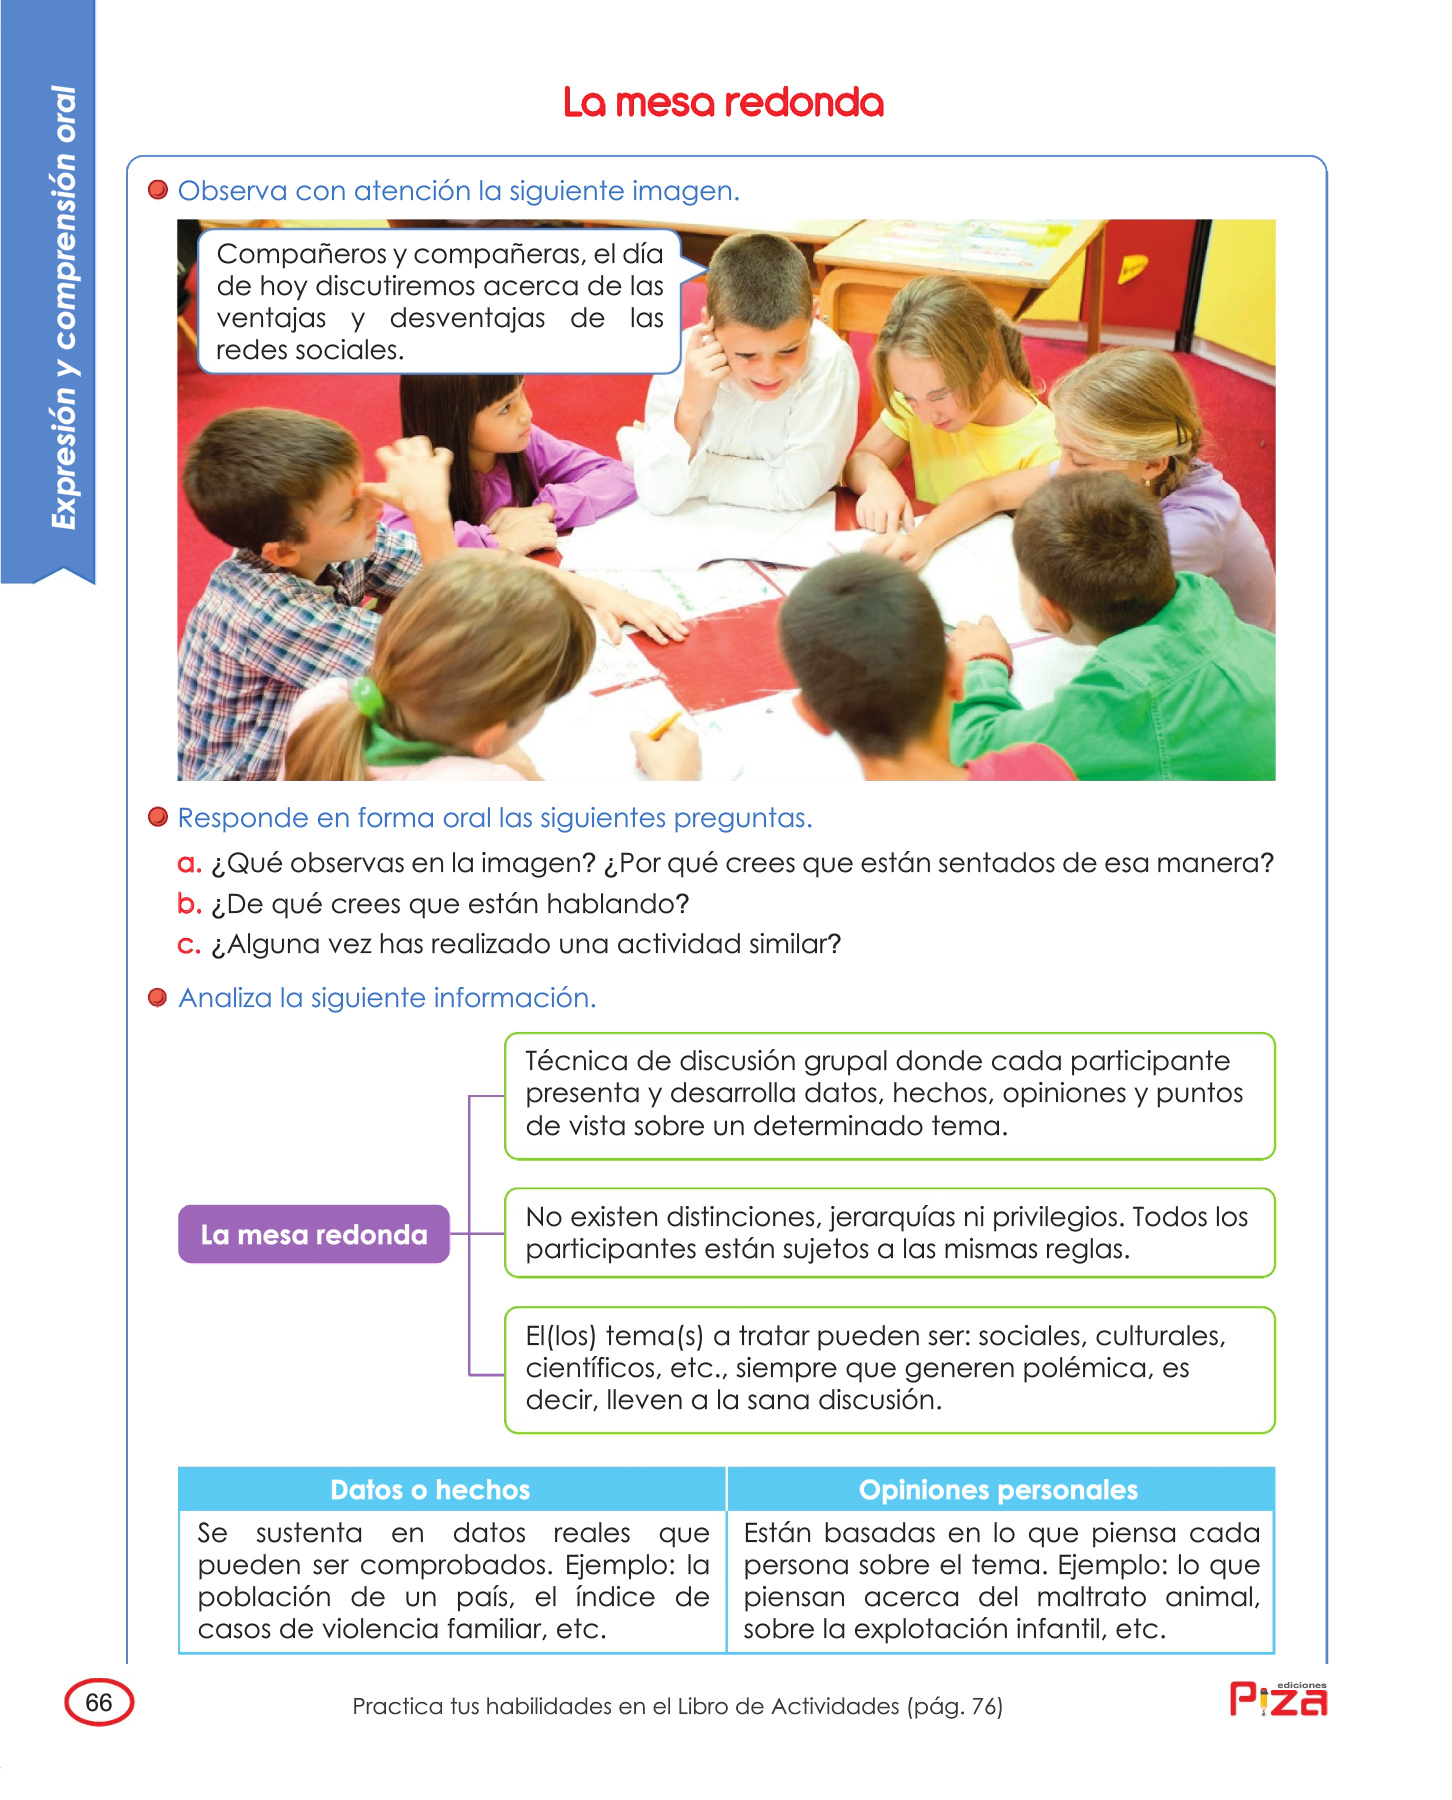 Expresión y comprensión oral
La mesa redonda
Observa con atención la siguiente imagen.
Compañeros y compañeras, el día
de hoy discutiremos acerca de las
ventajas y desventajas de las
redes sociales.
Responde en forma oral las siguientes preguntas.
a. ¿Qué observas en la imagen? ¿Por qué crees que están sentados de esa manera?
b. ¿De qué crees que están hablando?
c. ¿Alguna vez has realizado una actividad similar?
Analiza la siguiente información.
La mesa redonda
Técnica de discusión grupal donde cada participante
presenta y desarrolla datos, hechos, opiniones y puntos
de vista sobre un determinado tema.
No existen distinciones, jerarquías ni privilegios. Todos los
participantes están sujetos a las mismas reglas.
El(los) tema(s) a tratar pueden ser: sociales, culturales,
científicos, etc., siempre que generen polémica, es
decir, lleven a la sana discusión.
Datos o hechos
Se sustenta en datos reales que
pueden ser comprobados. Ejemplo: la
población de un país, el índice de
casos de violencia familiar, etc.
Opiniones personales
Están basadas en lo que piensa cada
persona sobre el tema. Ejemplo: lo que
piensan acerca del maltrato animal,
sobre la explotación infantil, etc.
66
Practica tus habilidades en el Libro de Actividades (pág. 76)
ediciones
Piza